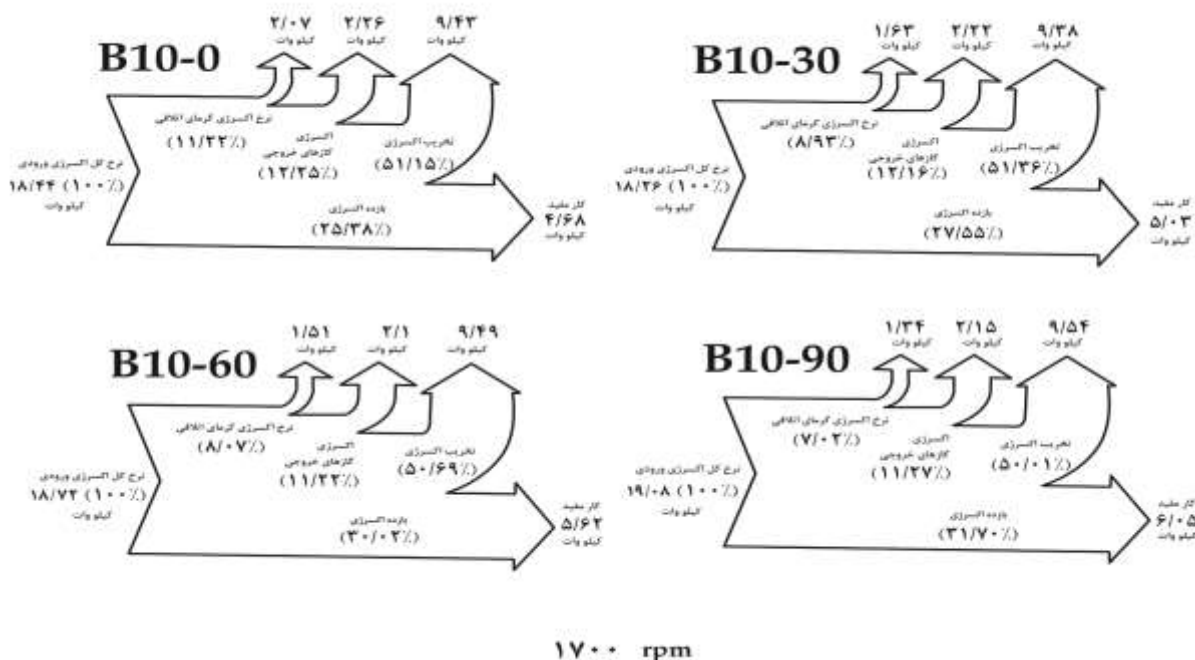 B10-0
۲/۰۷
کیلو وات
۲/۲۶
کیلو وات
۹/۴۳
کیلو وات
نرخ اکسرژی گرمای اتلافی
(۱۱/۲۲٪)
اکسرژی
گازهای خروجی
(۱۲/۲۵٪)
تخریب اکسرژی
(۵۱/۱۵٪)
نرخ کل اکسرژی ورودی
۱۸/۴۴ (۱۰۰٪)
کیلو وات
بازده اکسرژی
(۲۵/۳۸٪)
کار مفید
۴/۶۸
کیلو وات
B10-30
۱/۶۳
کیلو وات
۲/۲۲
کیلو وات
۹/۳۸
کیلو وات
نرخ اکسرژی گرمای اتلافی
(۸/۹۳٪)
اکسرژی
گازهای خروجی
(۱۲/۱۶٪)
تخریب اکسرژی
(۵۱/۳۶٪)
نرخ کل اکسرژی ورودی
۱۸/۲۶ (۱۰۰٪)
کیلو وات
بازده اکسرژی
(۲۷/۵۵٪)
کار مفید
۵/۰۳
کیلو وات
B10-60
۱/۵۱
کیلو وات
۲/۱
کیلو وات
۹/۴۹
کیلو وات
نرخ اکسرژی گرمای اتلافی
(۸/۰۷٪)
اکسرژی
گازهای خروجی
(۱۱/۲۲٪)
تخریب اکسرژی
(۵۰/۶۹٪)
نرخ کل اکسرژی ورودی
۱۸/۷۲ (۱۰۰٪)
کیلو وات
بازده اکسرژی
(۳۰/۰۲٪)
کار مفید
۵/۶۲
کیلو وات
B10-90
۱/۳۴
کیلو وات
۲/۱۵
کیلو وات
۹/۵۴
کیلو وات
نرخ اکسرژی گرمای اتلافی
(۷/۰۲٪)
اکسرژی
گازهای خروجی
(۱۱/۲۷٪)
تخریب اکسرژی
(۵۰/۰۱٪)
نرخ کل اکسرژی ورودی
۱۹/۰۸ (۱۰۰٪)
کیلو وات
بازده اکسرژی
(۳۱/۷۰٪)
کار مفید
۶/۰۵
کیلو وات
۱۷۰۰ rpm